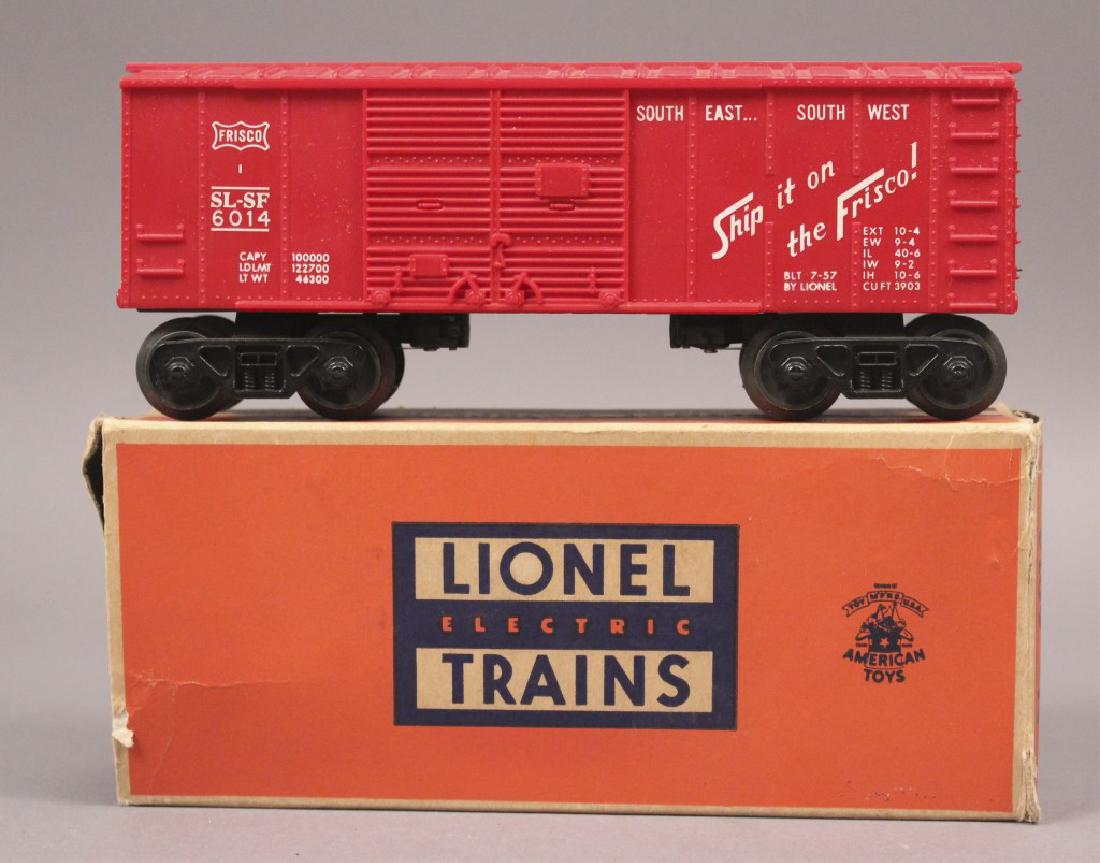 FRISCO
SL-SF
6014
CAPY 100000
LD LMT 122700
LT WT 46300
SOUTH EAST... SOUTH WEST
Ship it on
the Frisco!
BLT 7-57
BY LIONEL
EXT 10-4
EW 9-4
IL 40-6
IW 9-2
IH 10-6
CU FT 3903
LIONEL
ELECTRIC
TRAINS
TOY M'F'R'S U.S.A.
AMERICAN
TOYS